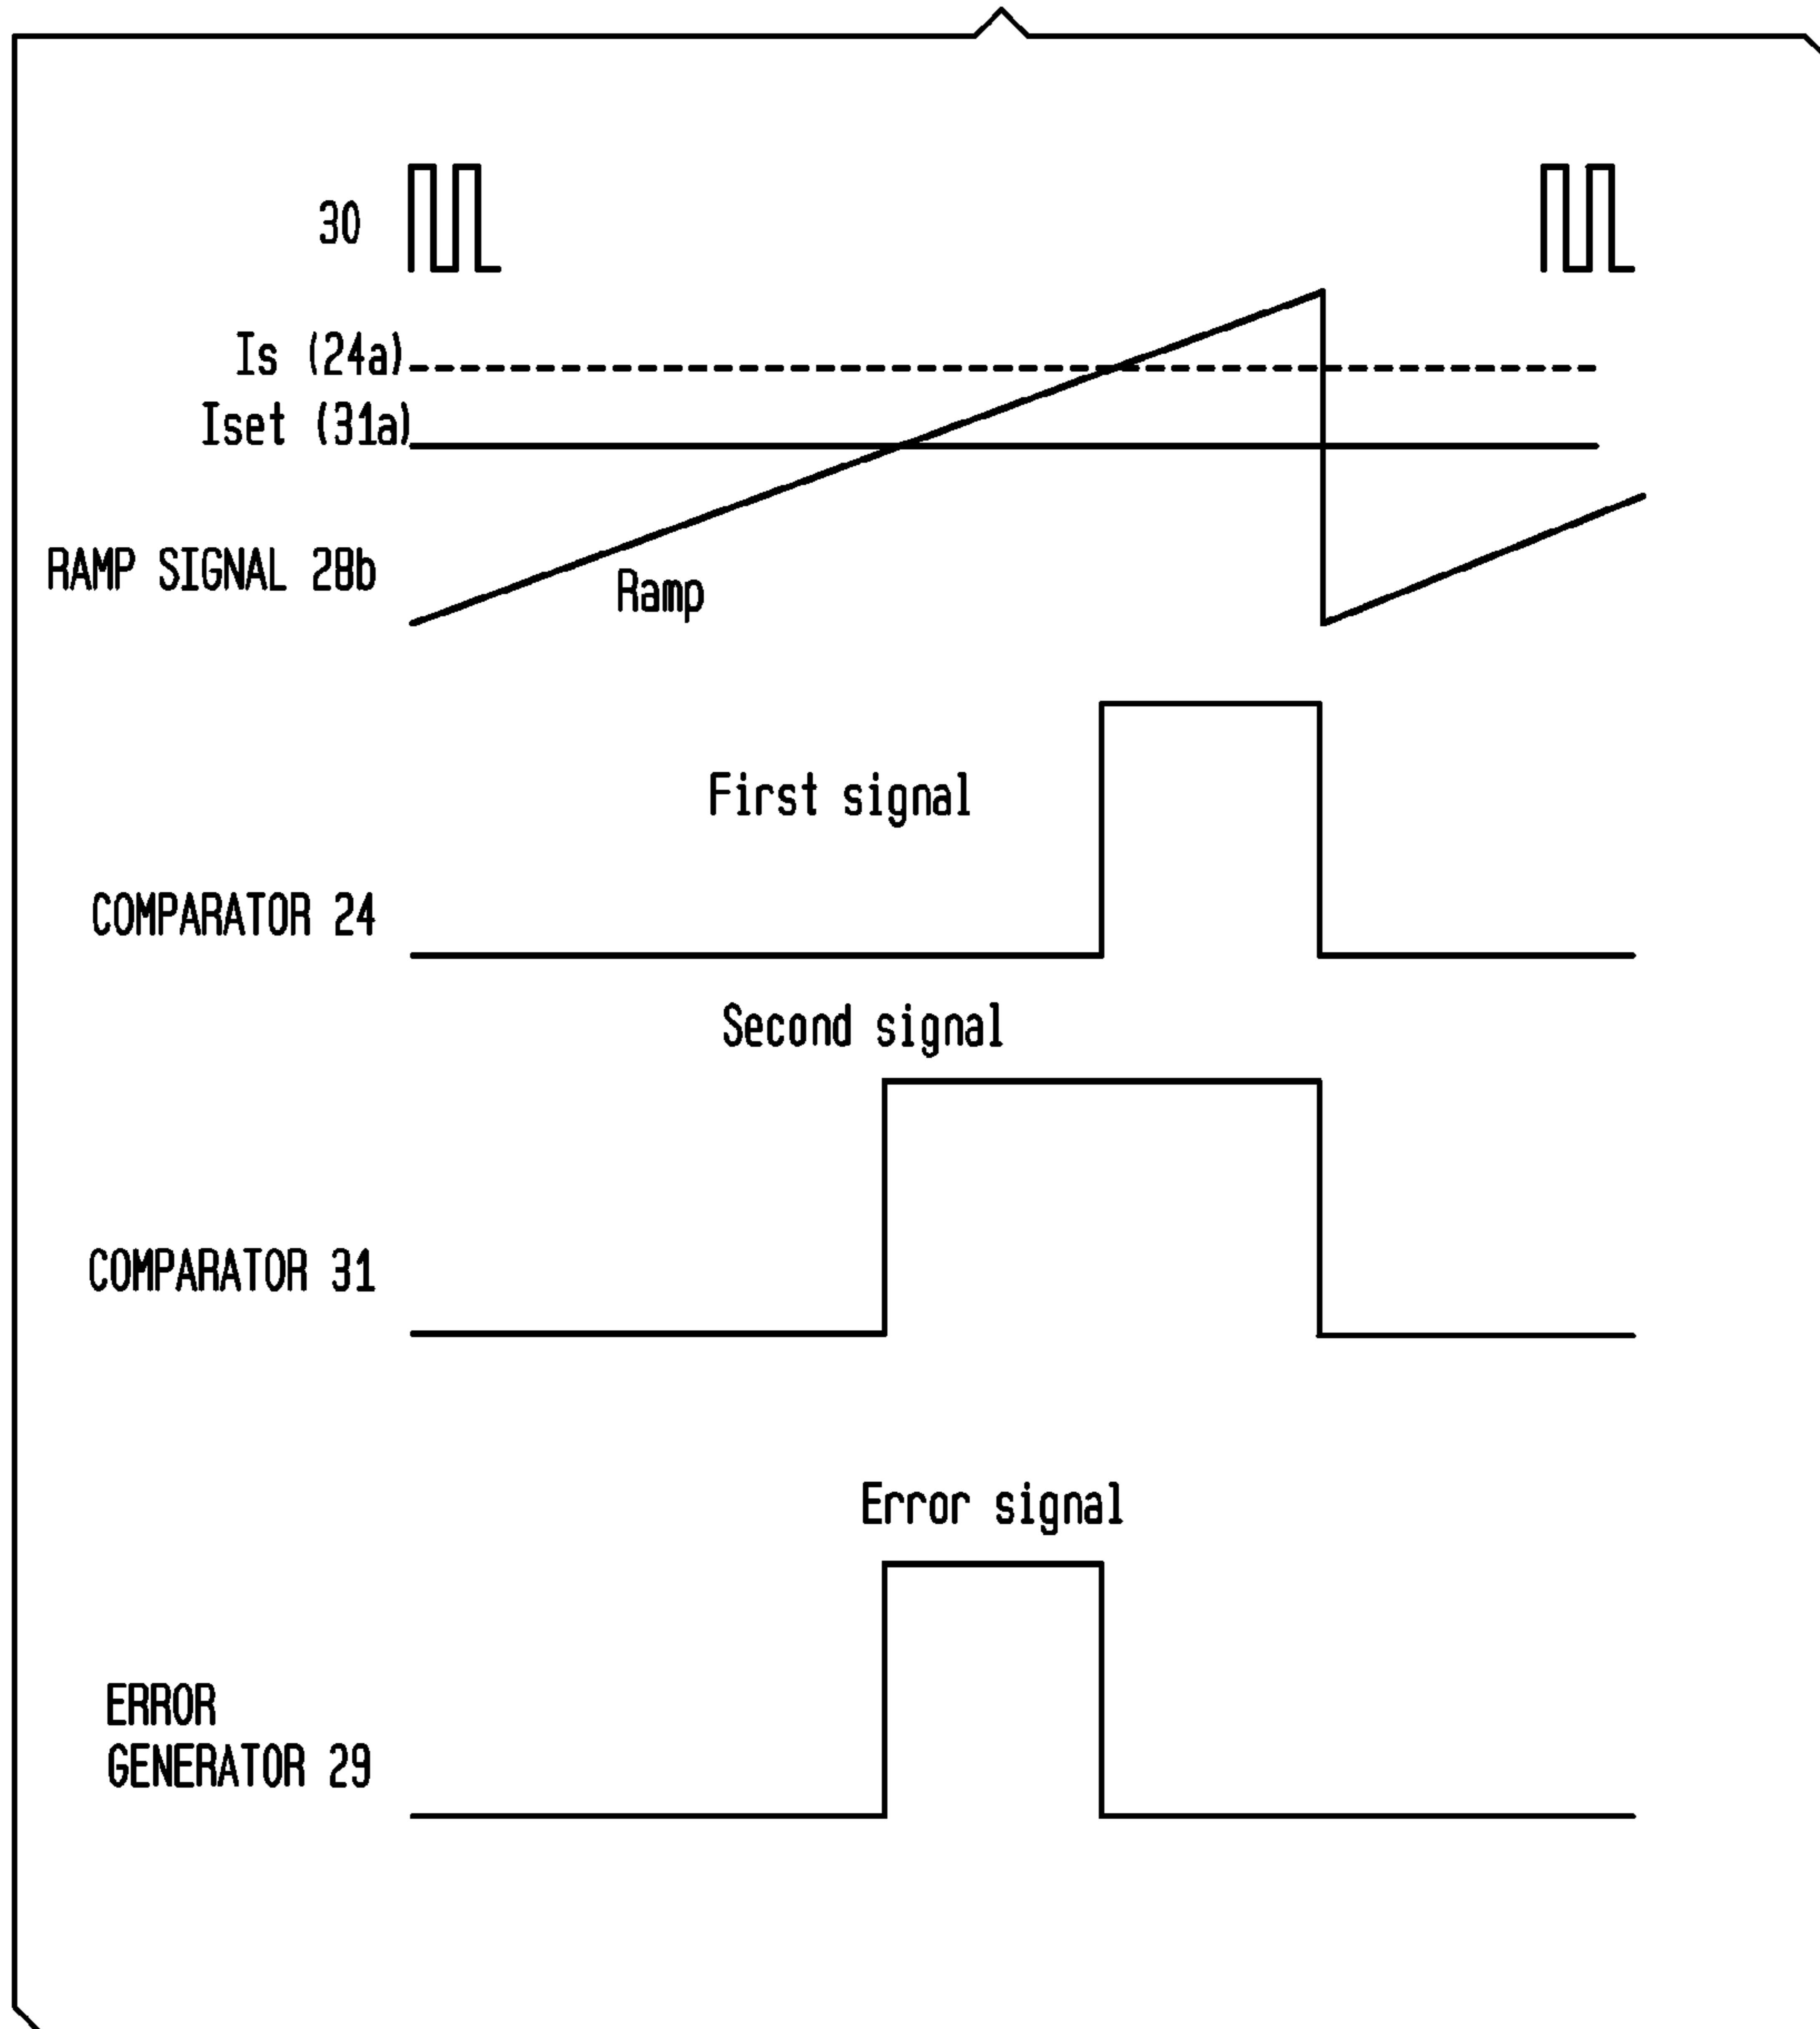 30
Is (24a)
Iset (31a)
RAMP SIGNAL 28b
Ramp
First signal
COMPARATOR 24
Second signal
COMPARATOR 31
Error signal
ERROR
GENERATOR 29